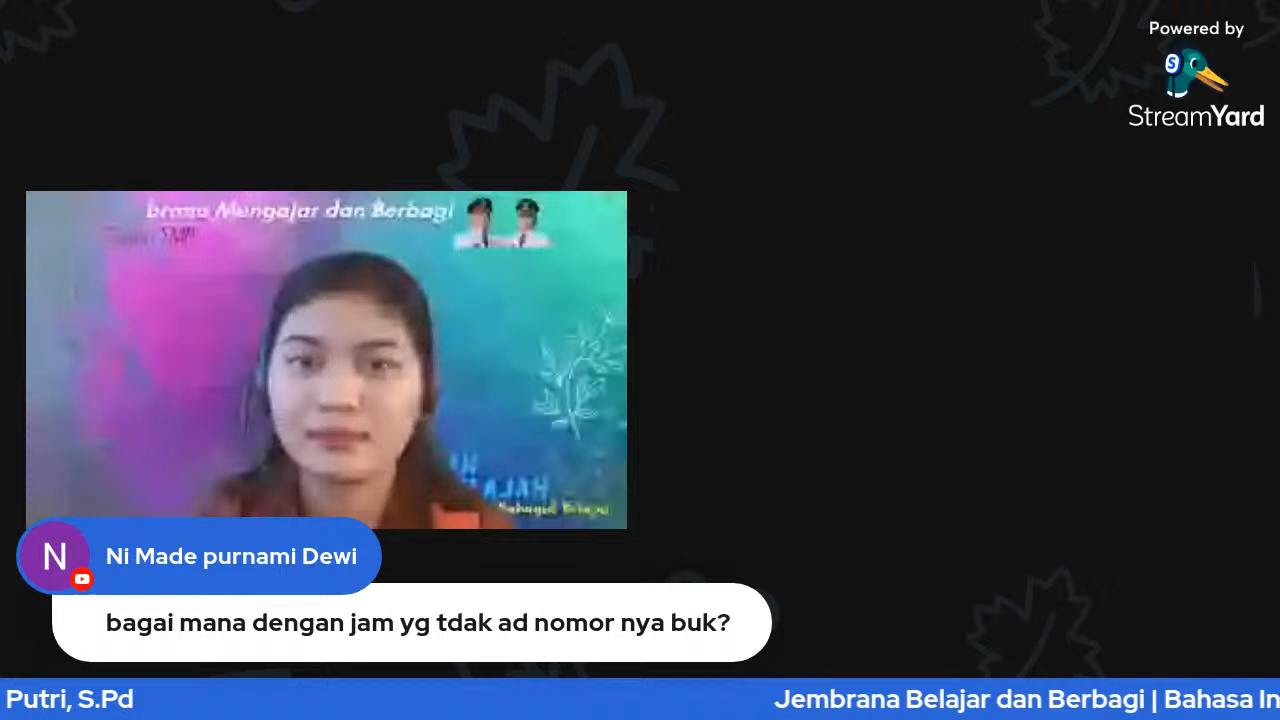 Powered by
S
StreamYard
Mengajar dan Berbagi
SMP
N
Ni Made purnami Dewi
bagai mana dengan jam yg tdak ad nomor nya buk?
Putri, S.Pd
Jembrana Belajar dan Berbagi | Bahasa In